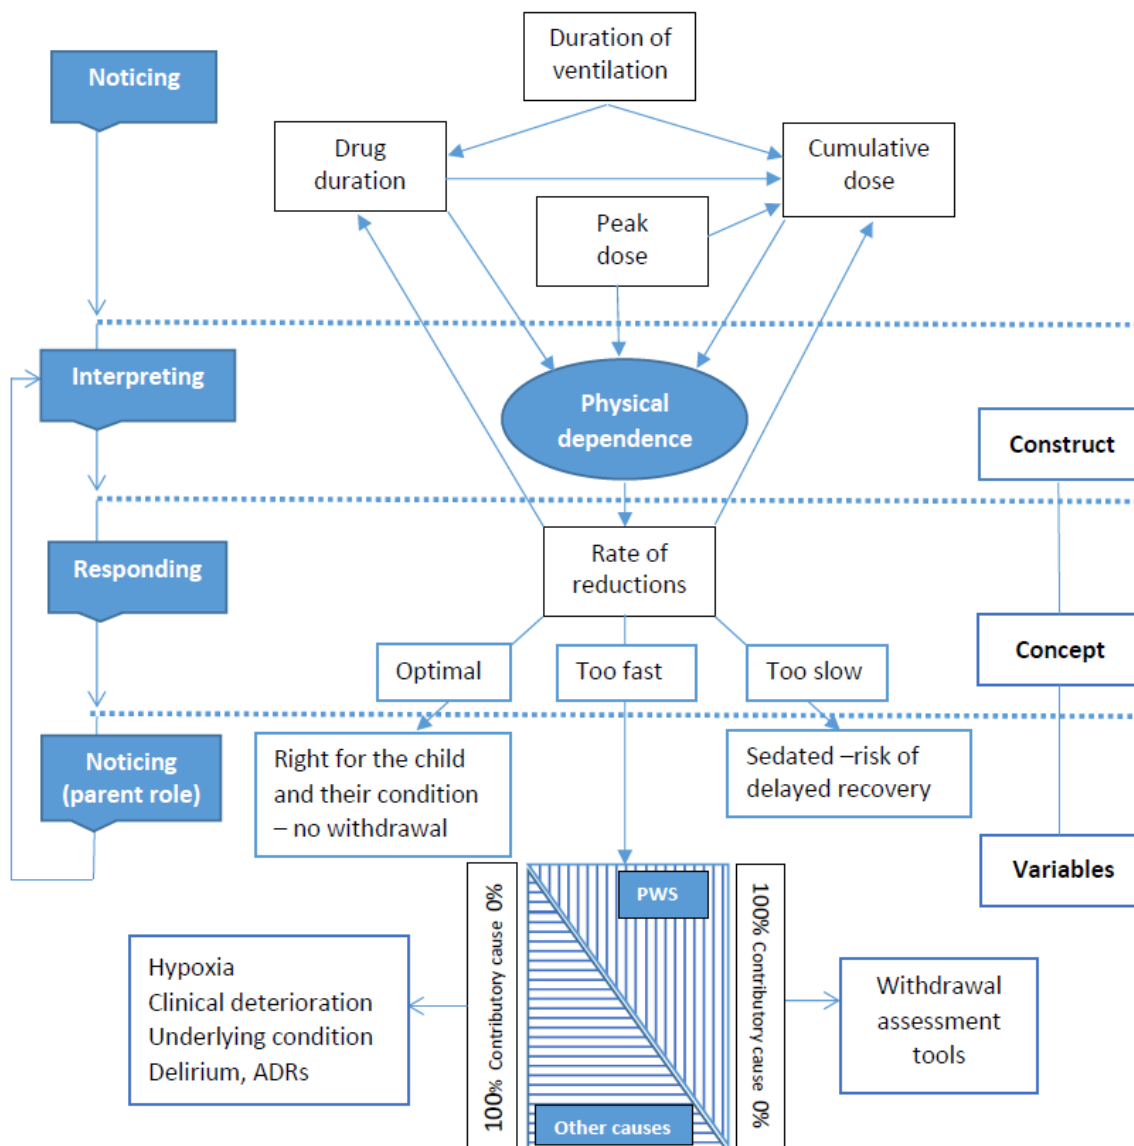 Duration of
ventilation
Noticing
Drug
duration
Cumulative
dose
Peak
dose
Interpreting
Physical
dependence
Construct
Responding
Rate of
reductions
Optimal
Too fast
Too slow
Concept
Noticing
(parent role)
Right for the child
and their condition
– no withdrawal
Sedated –risk of
delayed recovery
Variables
PWS
100% Contributory cause 0%
100% Contributory cause 0%
Hypoxia
Clinical deterioration
Underlying condition
Delirium, ADRs
Withdrawal
assessment
tools
Other causes